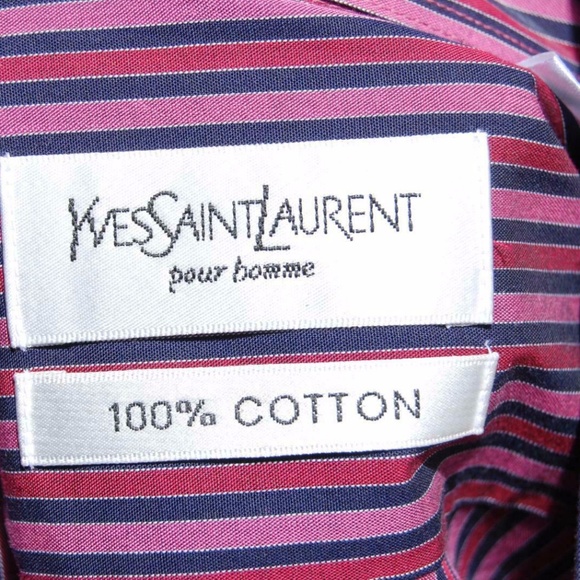 YVESSAINTLAURENT
pour homme
100% COTTON